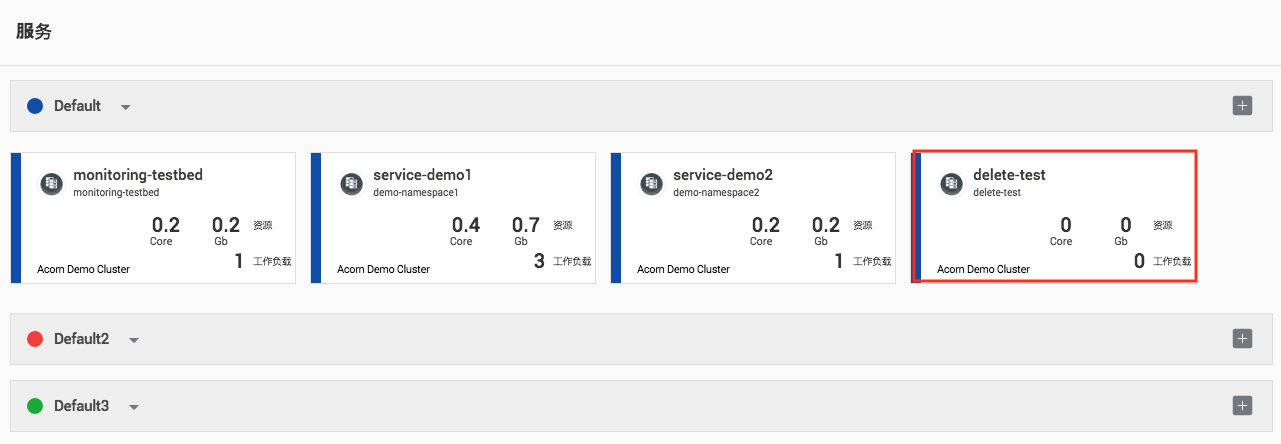 服务
Default
monitoring-testbed
monitoring-testbed
0.2 0.2 资源
Core Gb
1 工作负载
Acorn Demo Cluster
service-demo1
demo-namespace1
0.4 0.7 资源
Core Gb
3 工作负载
Acorn Demo Cluster
service-demo2
demo-namespace2
0.2 0.2 资源
Core Gb
1 工作负载
Acorn Demo Cluster
delete-test
delete-test
0 0 资源
Core Gb
0 工作负载
Acorn Demo Cluster
Default2
Default3